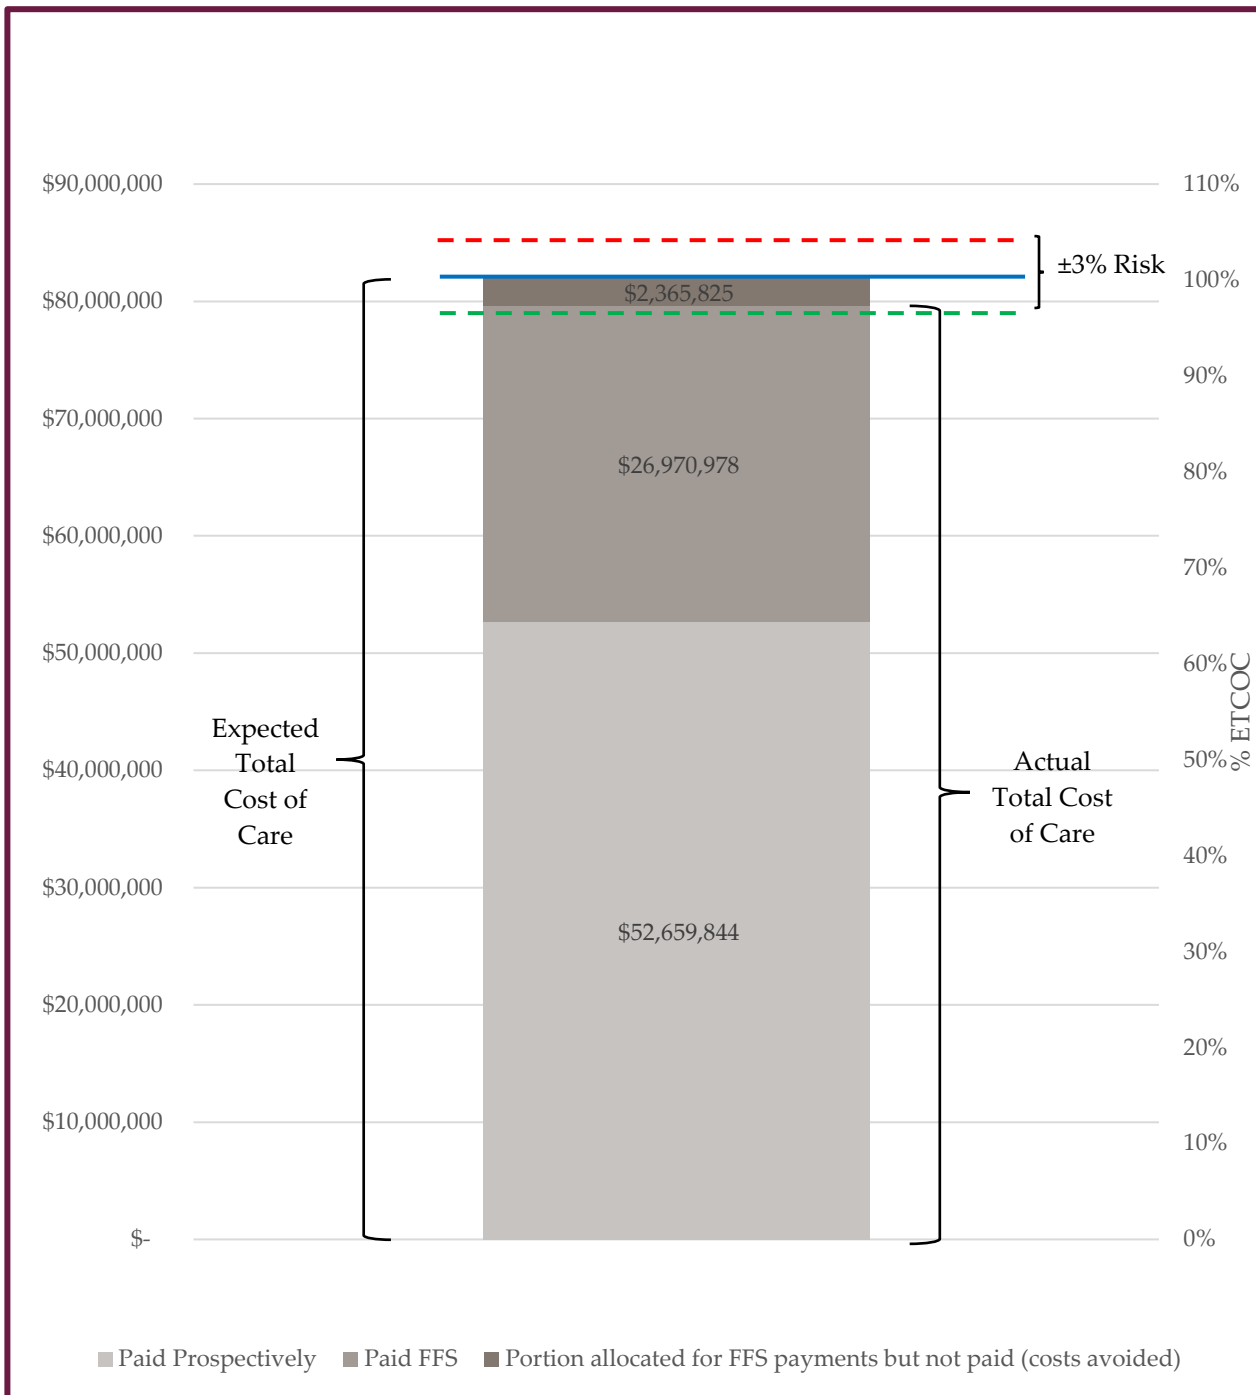 $90,000,000
$80,000,000
$70,000,000
$60,000,000
$50,000,000
$40,000,000
$30,000,000
$20,000,000
$10,000,000
$-
Expected
Total
Cost of
Care
$2,365,825
$26,970,978
$52,659,844
±3% Risk
Actual
Total Cost
of Care
110%
100%
90%
80%
70%
60%
50%
40%
30%
20%
10%
0%
% ETCOC
Paid Prospectively Paid FFS Portion allocated for FFS payments but not paid (costs avoided)